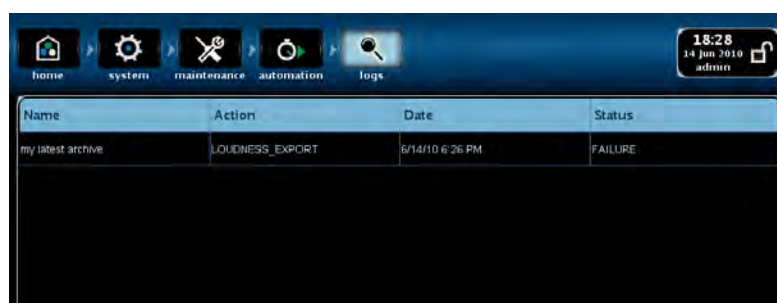 18:28
14 Jun 2010
admin
home system maintenance automation logs
Name Action Date Status
my latest archive LOUDNESS_EXPORT 6/14/10 6:26 PM FAILURE